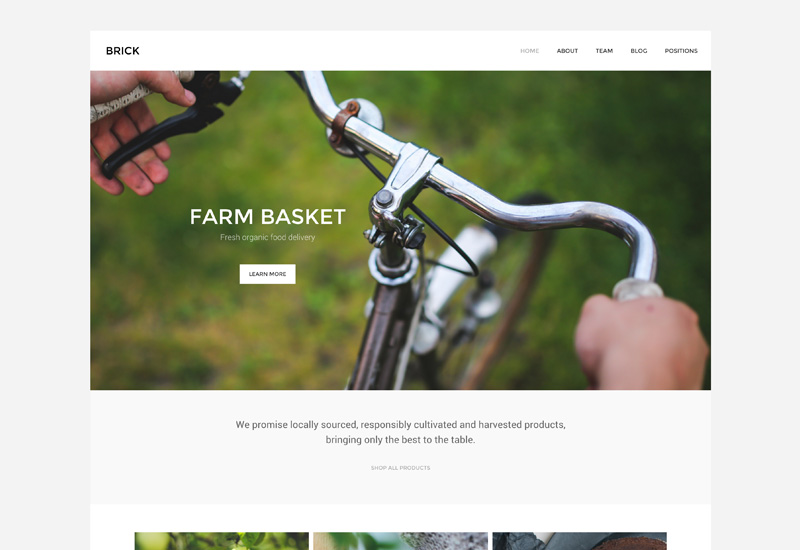 BRICK
HOME ABOUT TEAM BLOG POSITIONS
FARM BASKET
Fresh organic food delivery
LEARN MORE
We promise locally sourced, responsibly cultivated and harvested products,
bringing only the best to the table.
SHOP ALL PRODUCTS